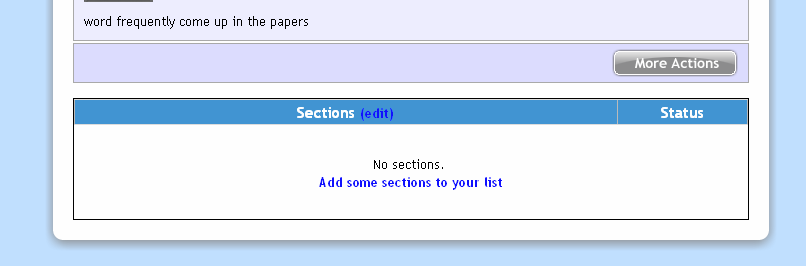 word frequently come up in the papers
More Actions
Sections (edit) Status
No sections.
Add some sections to your list